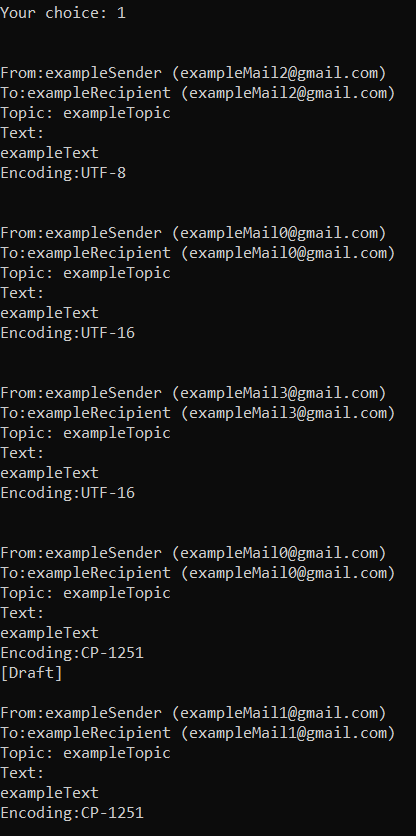 Your choice: 1
From:exampleSender (exampleMail2@gmail.com)
To:exampleRecipient (exampleMail2@gmail.com)
Topic: exampleTopic
Text:
exampleText
Encoding:UTF-8
From:exampleSender (exampleMail0@gmail.com)
To:exampleRecipient (exampleMail0@gmail.com)
Topic: exampleTopic
Text:
exampleText
Encoding:UTF-16
From:exampleSender (exampleMail3@gmail.com)
To:exampleRecipient (exampleMail3@gmail.com)
Topic: exampleTopic
Text:
exampleText
Encoding:UTF-16
From:exampleSender (exampleMail0@gmail.com)
To:exampleRecipient (exampleMail0@gmail.com)
Topic: exampleTopic
Text:
exampleText
Encoding:CP-1251
[Draft]
From:exampleSender (exampleMail1@gmail.com)
To:exampleRecipient (exampleMail1@gmail.com)
Topic: exampleTopic
Text:
exampleText
Encoding:CP-1251